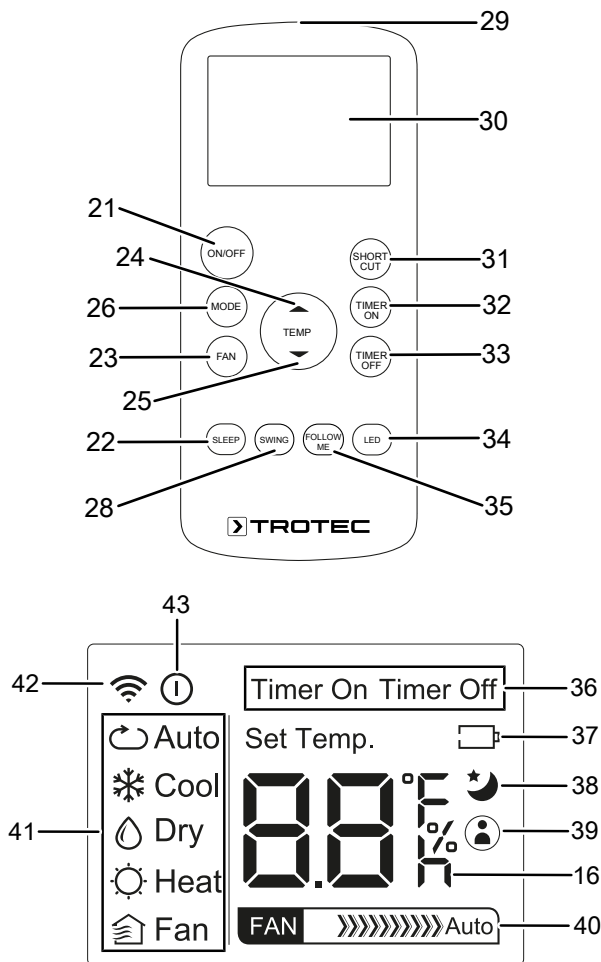 29
30
21
ON/OFF
24
SHORT
CUT
31
26
MODE
TEMP
TIMER
ON
32
23
FAN
TIMER
OFF
33
25
22
SLEEP
SWING
FOLLOW
ME
LED
34
28
35
TROTEC
43
42
Timer On Timer Off
36
Auto
Set Temp.
37
Cool
8.8
°F
%
h
38
41
Dry
39
Heat
16
Fan
FAN
Auto
40